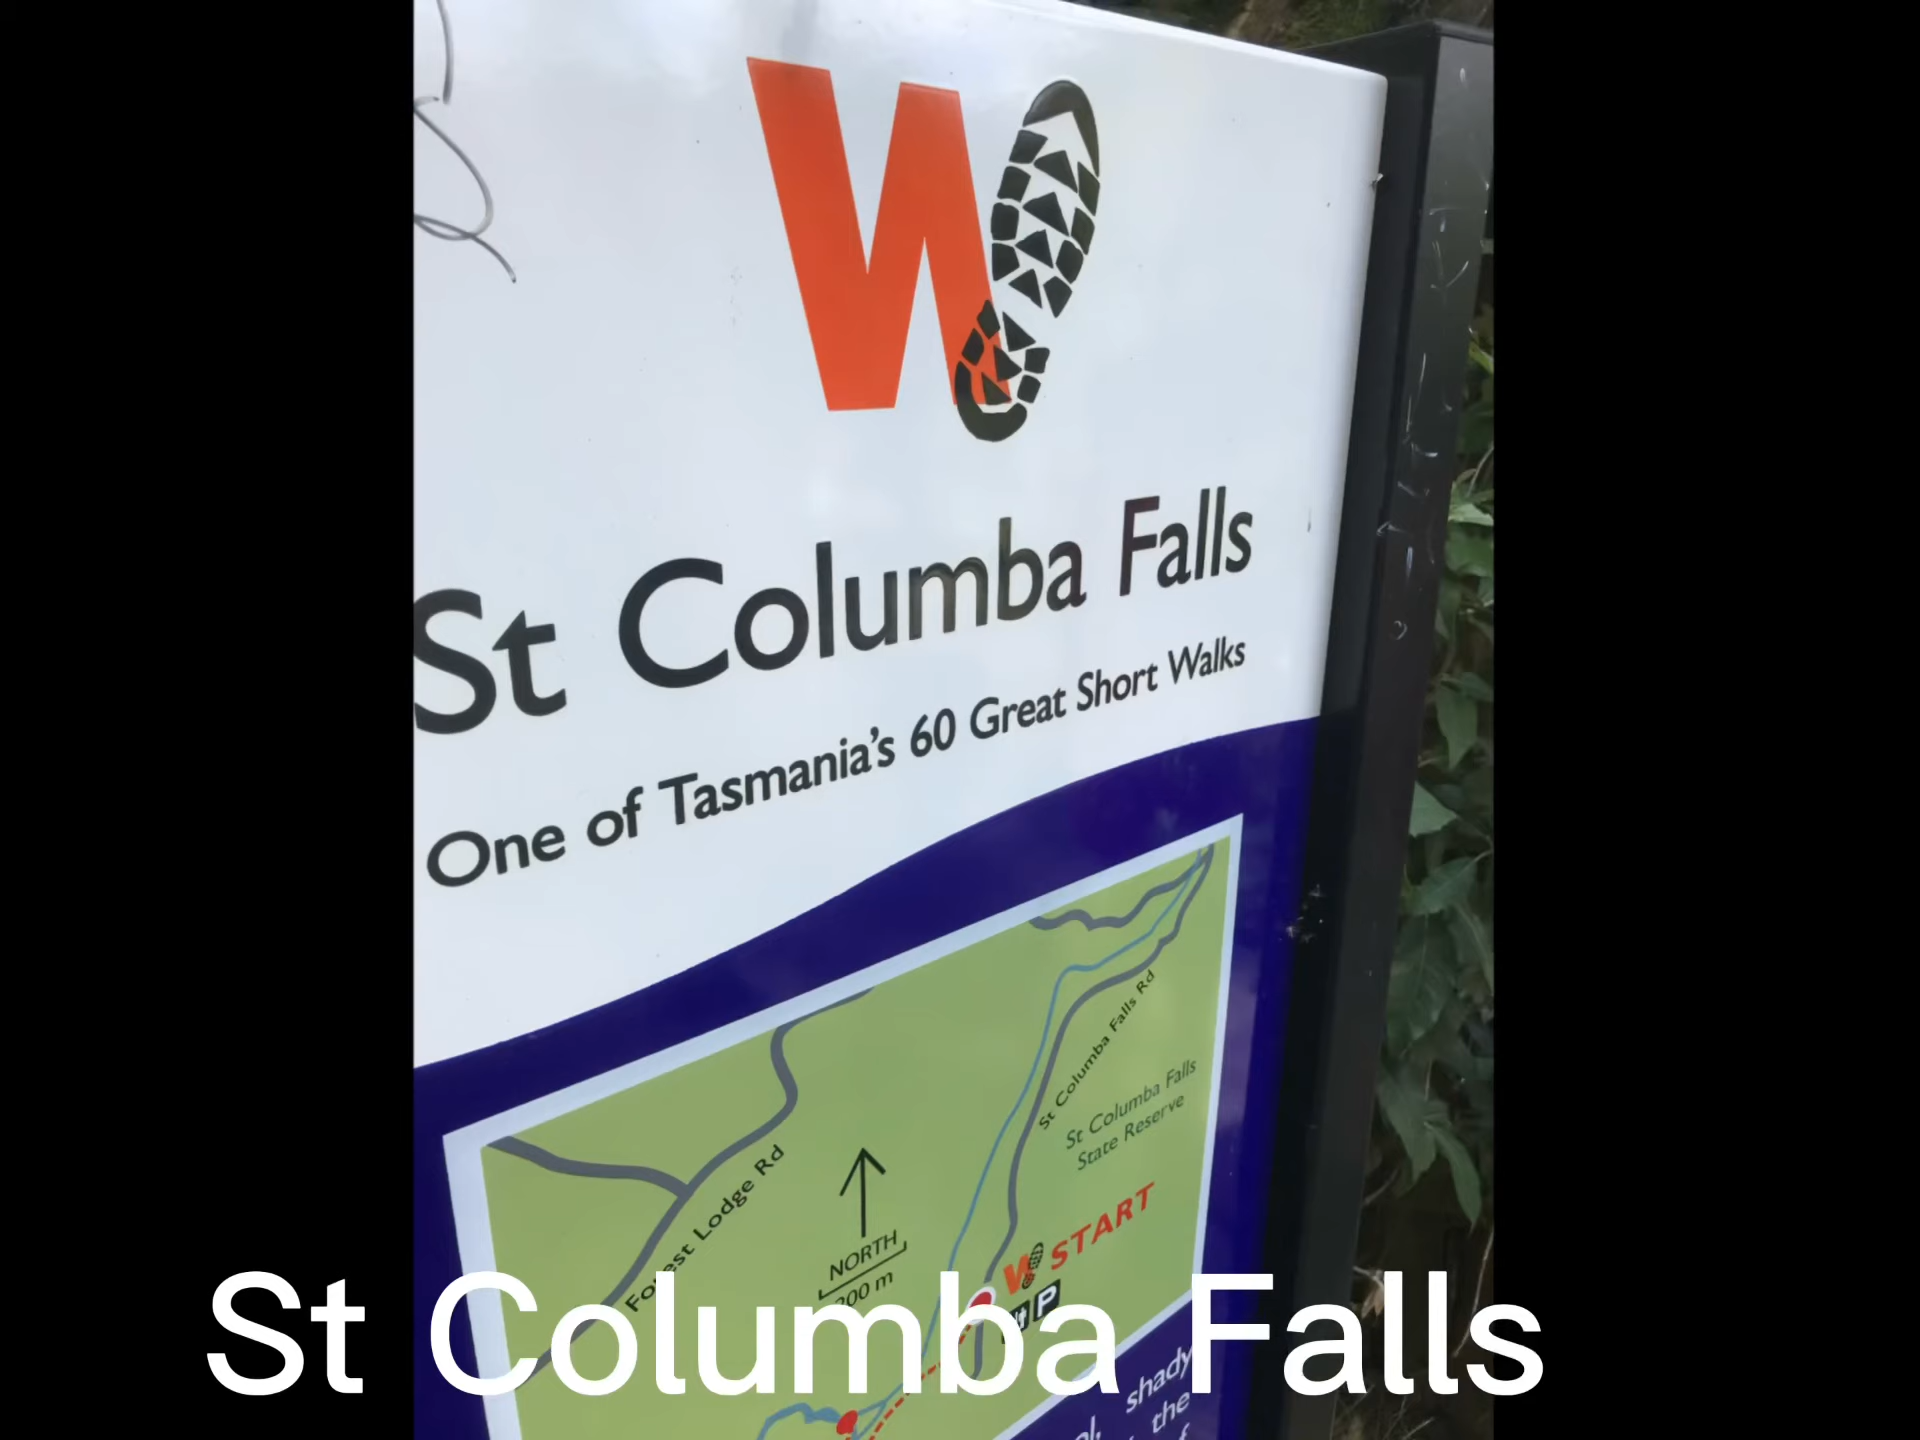 W
St Columba Falls
One of Tasmania's 60 Great Short Walks
St Columba Falls Rd
St Columba Falls
State Reserve
Forest Lodge Rd
NORTH
W START
P
shady
the
St Columba Falls